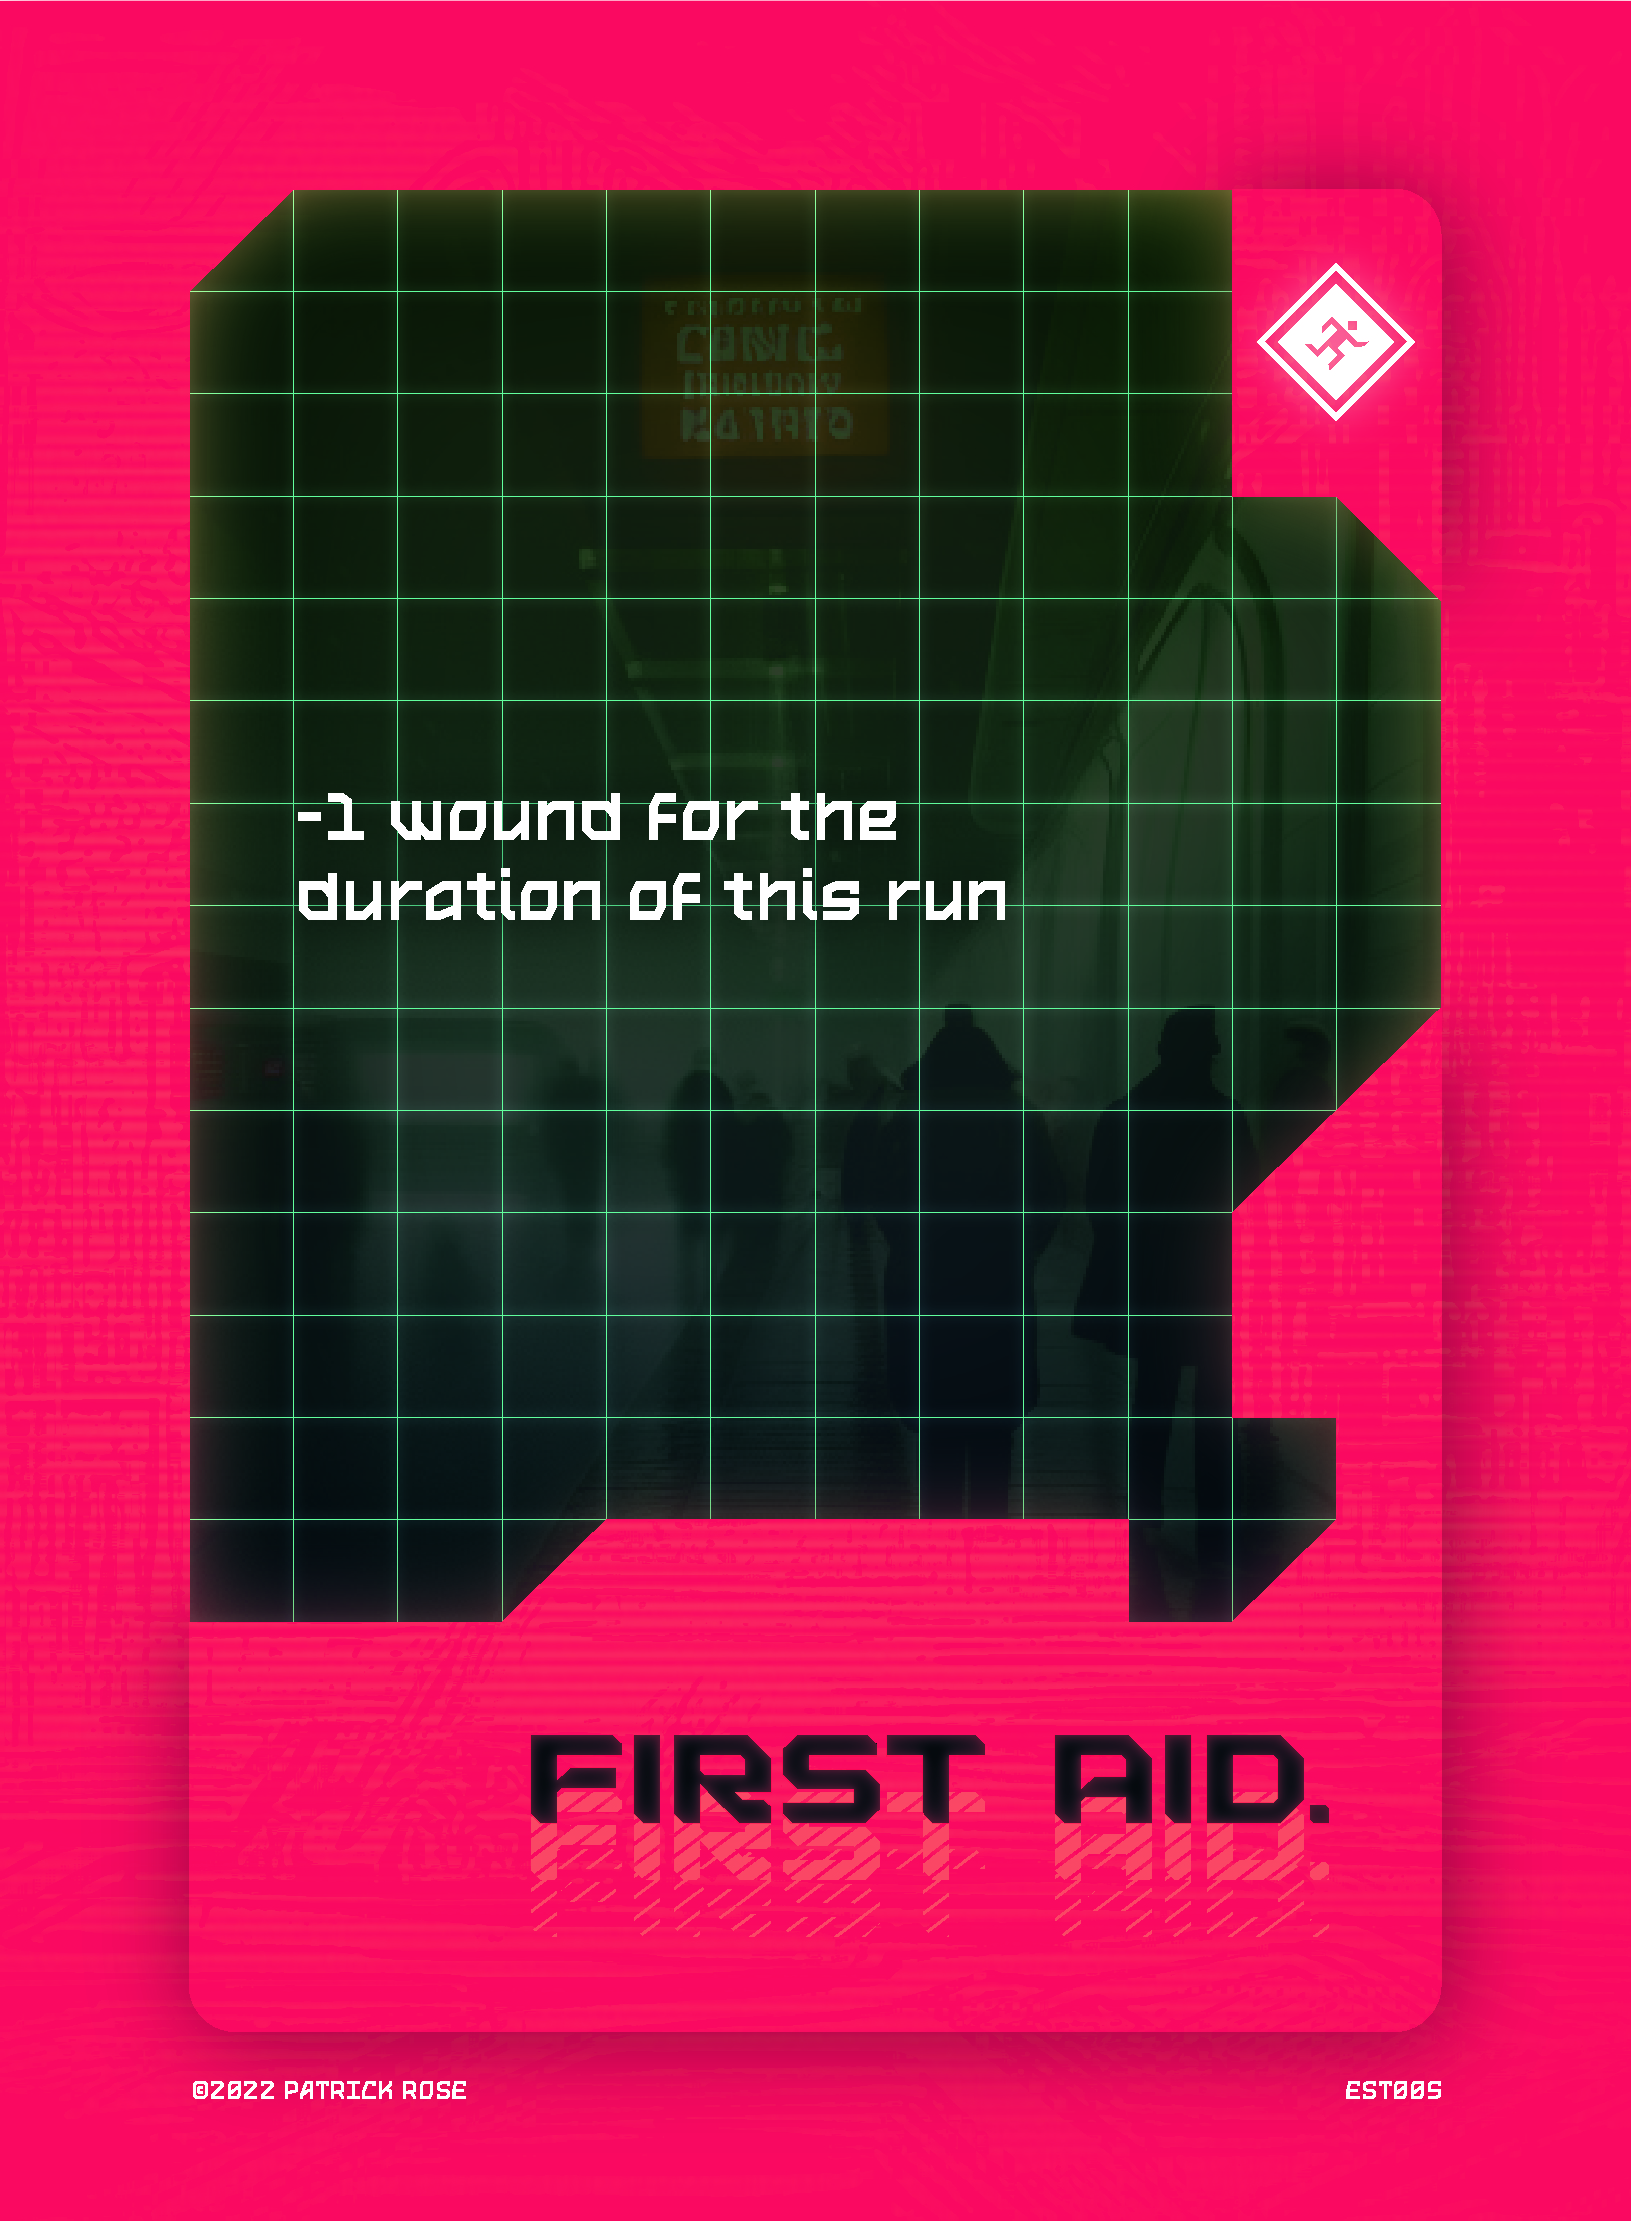 -1 wound for the
duration of this run
FIRST AID.
©2022 PATRICK ROSE
EST005